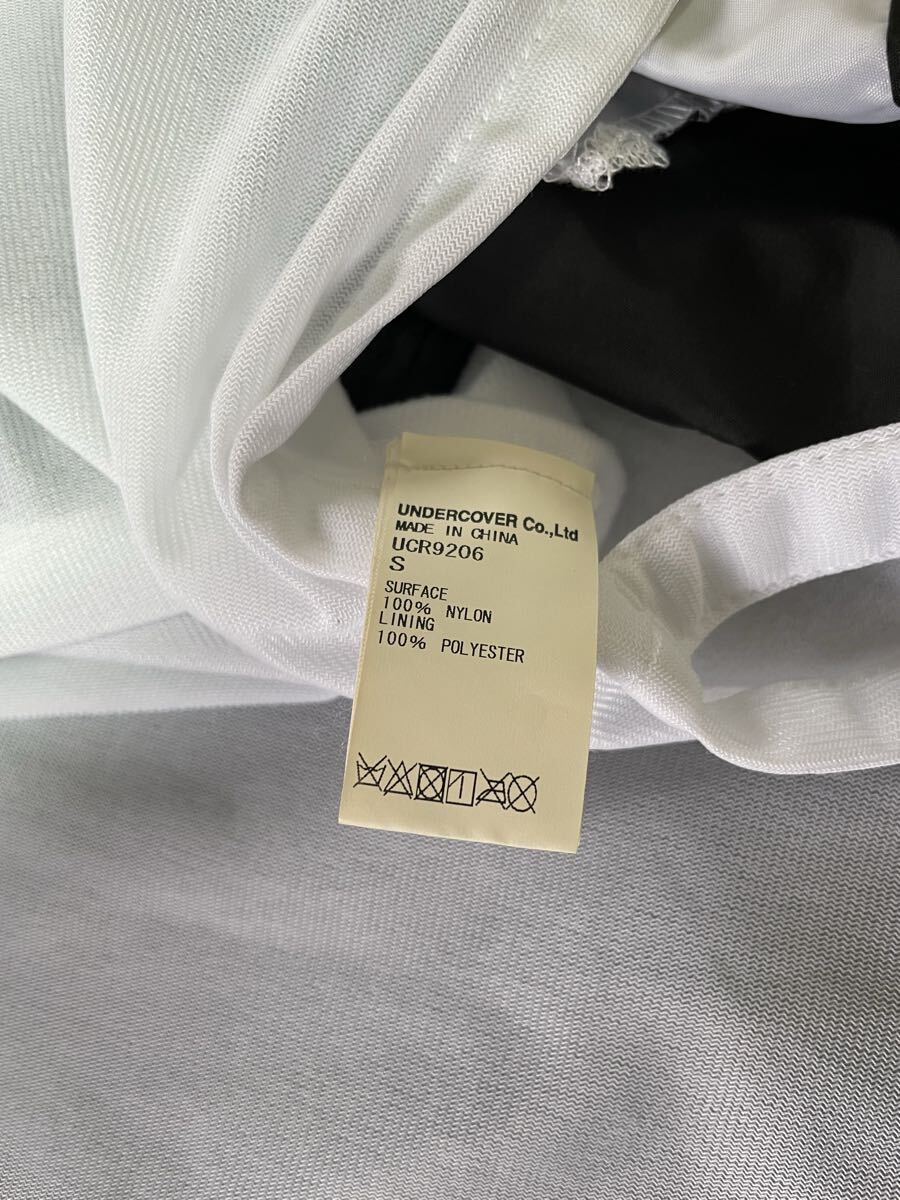 UNDERCOVER Co.,Ltd
MADE IN CHINA
UCR9206
S
SURFACE
100% NYLON
LINING
100% POLYESTER